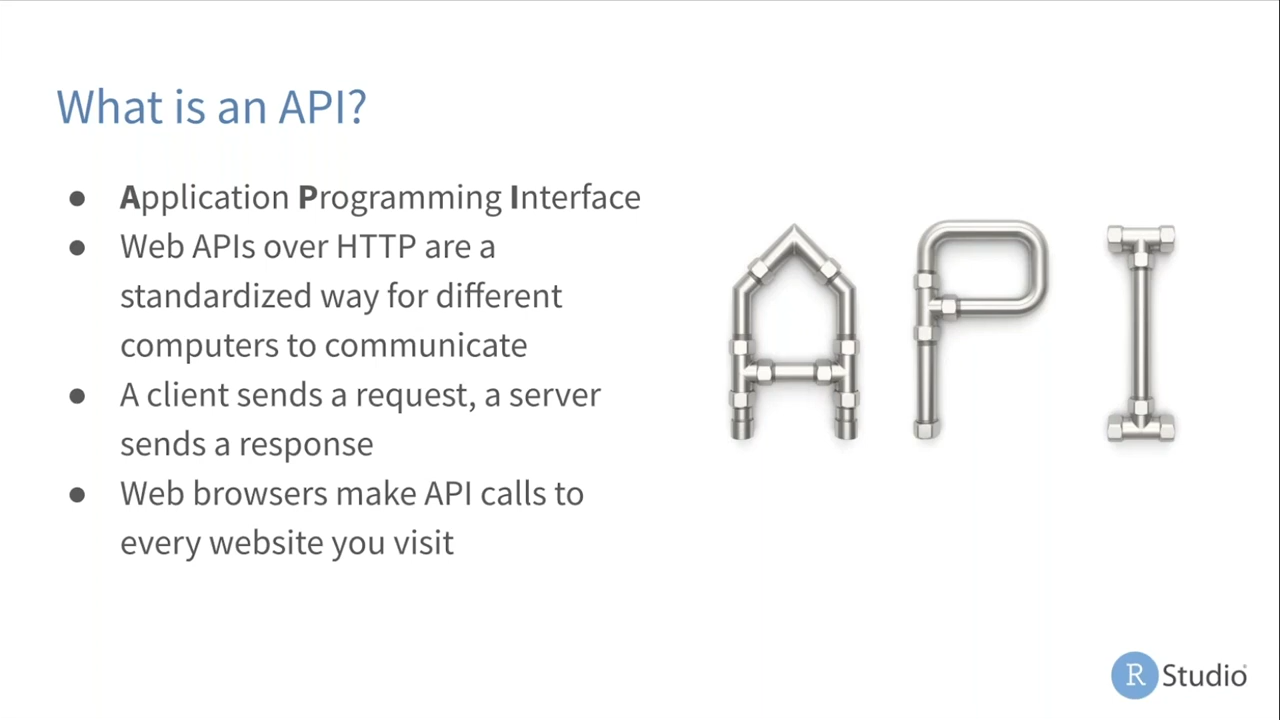 What is an API?
● Application Programming Interface
● Web APIs over HTTP are a
standardized way for different
computers to communicate
● A client sends a request, a server
sends a response
● Web browsers make API calls to
every website you visit
API
R Studio